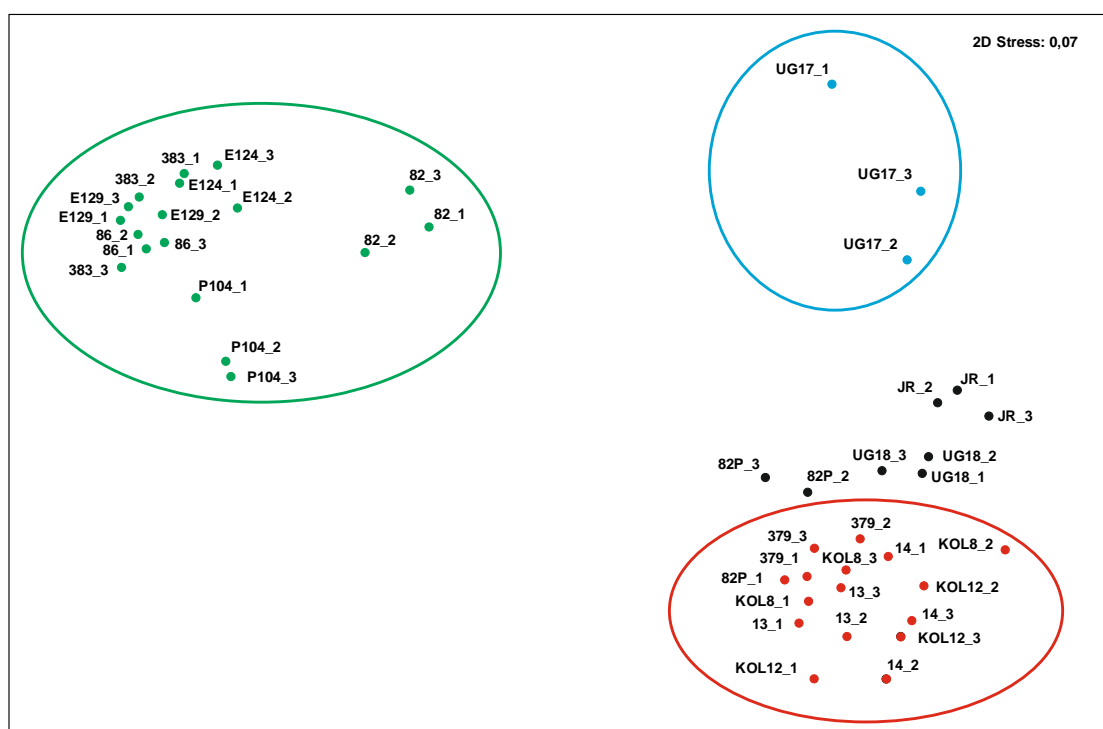 2D Stress: 0,07
UG17_1
UG17_3
UG17_2
383_1
E124_3
383_2
E124_1
E129_3
E124_2
E129_1
E129_2
86_2
86_3
86_1
383_3
82_3
82_1
82_2
P104_1
P104_2
P104_3
JR_2
JR_1
JR_3
UG18_3
UG18_2
UG18_1
82P_3
82P_2
379_2
379_3
14_1
KOL8_2
379_1
KOL8_3
82P_1
KOL12_2
KOL8_1
13_3
13_1
13_2
14_3
KOL12_3
KOL12_1
14_2